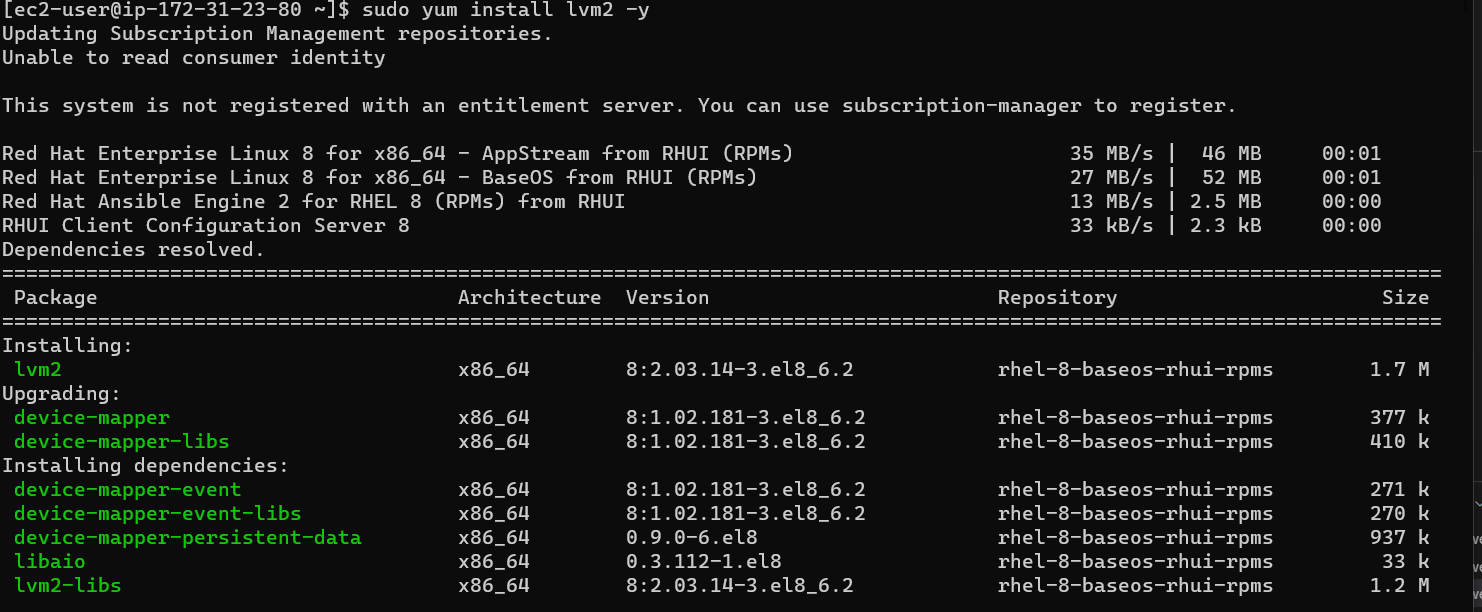 [ec2-user@ip-172-31-23-80 ~]$ sudo yum install lvm2 -y
Updating Subscription Management repositories.
Unable to read consumer identity
This system is not registered with an entitlement server. You can use subscription-manager to register.
Red Hat Enterprise Linux 8 for x86_64 - AppStream from RHUI (RPMs) 35 MB/s | 46 MB 00:01
Red Hat Enterprise Linux 8 for x86_64 - BaseOS from RHUI (RPMs) 27 MB/s | 52 MB 00:01
Red Hat Ansible Engine 2 for RHEL 8 (RPMs) from RHUI 13 MB/s | 2.5 MB 00:00
RHUI Client Configuration Server 8 33 kB/s | 2.3 kB 00:00
Dependencies resolved.
========================================================================================================================
Package Architecture Version Repository Size
========================================================================================================================
Installing:
lvm2 x86_64 8:2.03.14-3.el8_6.2 rhel-8-baseos-rhui-rpms 1.7 M
Upgrading:
device-mapper x86_64 8:1.02.181-3.el8_6.2 rhel-8-baseos-rhui-rpms 377 k
device-mapper-libs x86_64 8:1.02.181-3.el8_6.2 rhel-8-baseos-rhui-rpms 410 k
Installing dependencies:
device-mapper-event x86_64 8:1.02.181-3.el8_6.2 rhel-8-baseos-rhui-rpms 271 k
device-mapper-event-libs x86_64 8:1.02.181-3.el8_6.2 rhel-8-baseos-rhui-rpms 270 k
device-mapper-persistent-data x86_64 0.9.0-6.el8 rhel-8-baseos-rhui-rpms 937 k
libaio x86_64 0.3.112-1.el8 rhel-8-baseos-rhui-rpms 33 k
lvm2-libs x86_64 8:2.03.14-3.el8_6.2 rhel-8-baseos-rhui-rpms 1.2 M